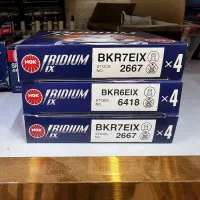 NGK IRIDIUM IX BKR7EIX ×4
STOCK NO. 2667
NGK IRIDIUM IX BKR6EIX ×4
STOCK NO. 6418
NGK IRIDIUM IX BKR7EIX ×4
STOCK NO. 2667